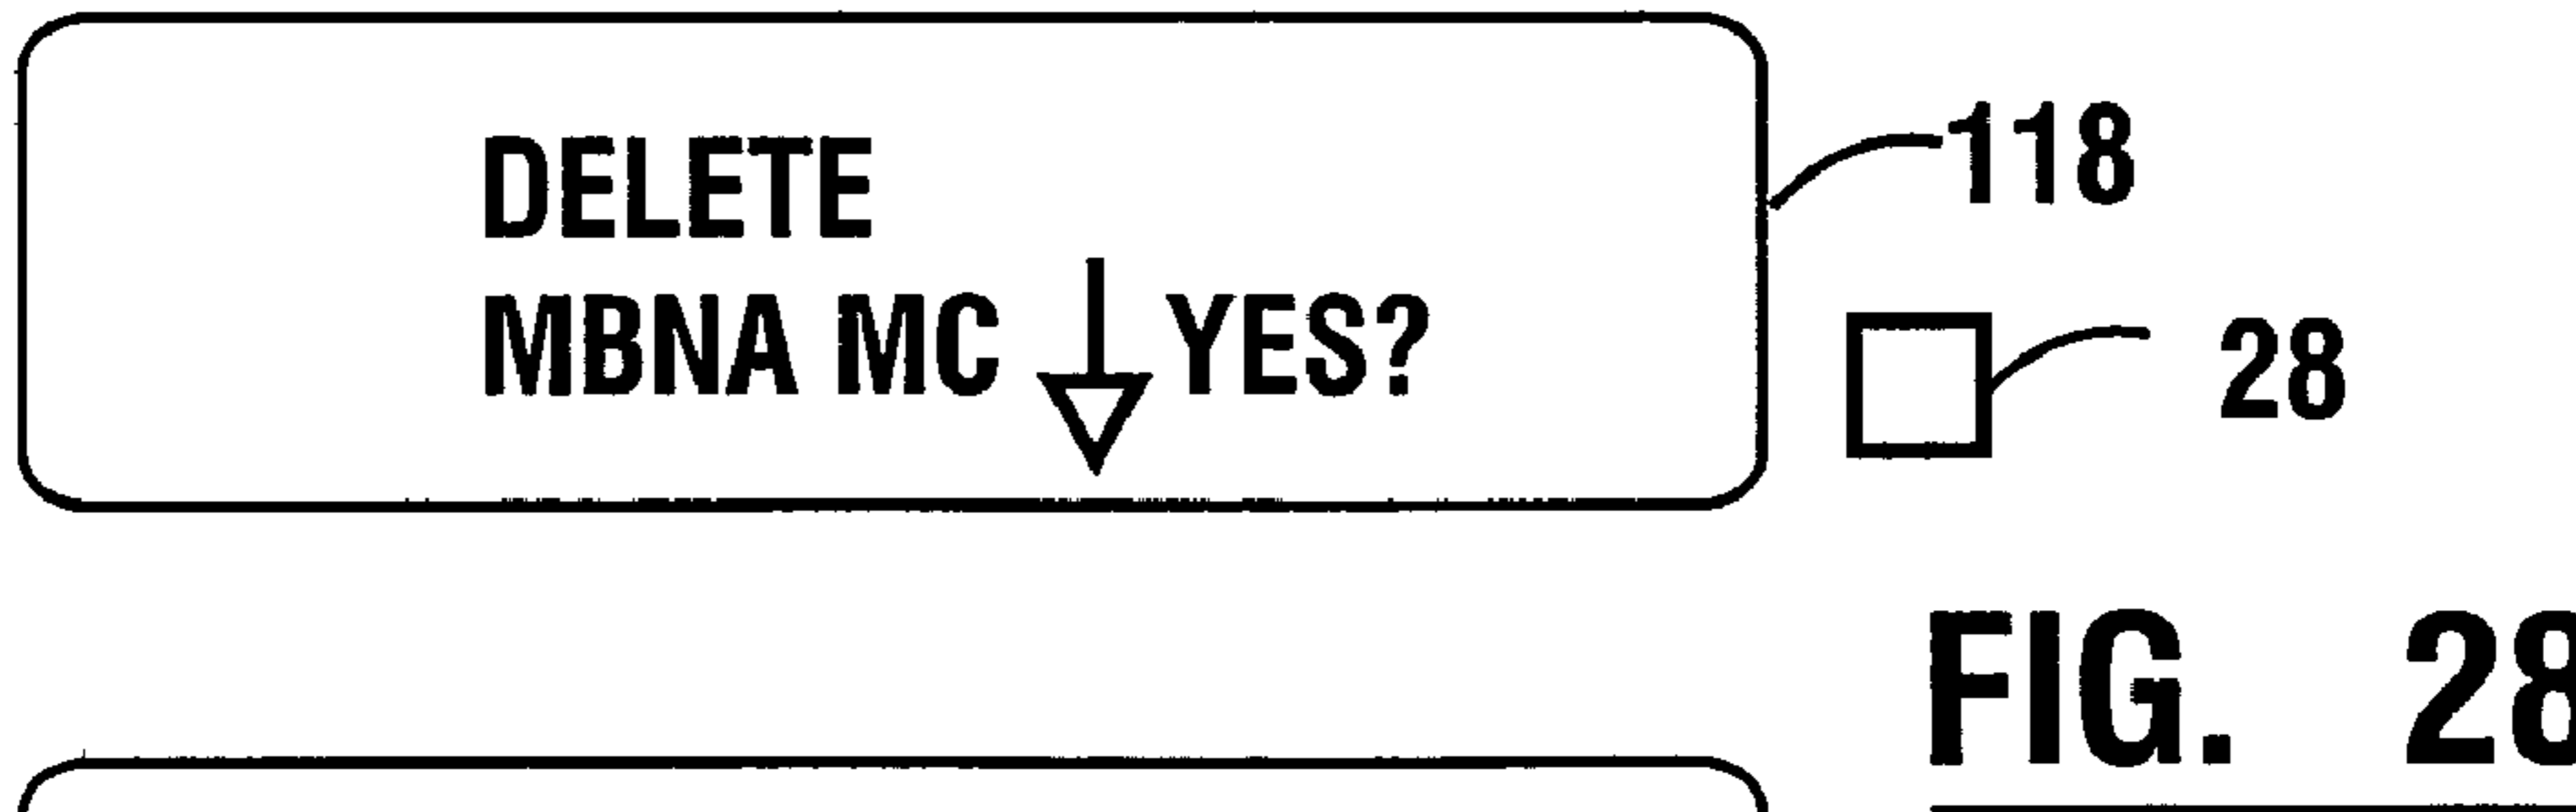 DELETE
MBNA MC YES?
118
28
FIG. 28